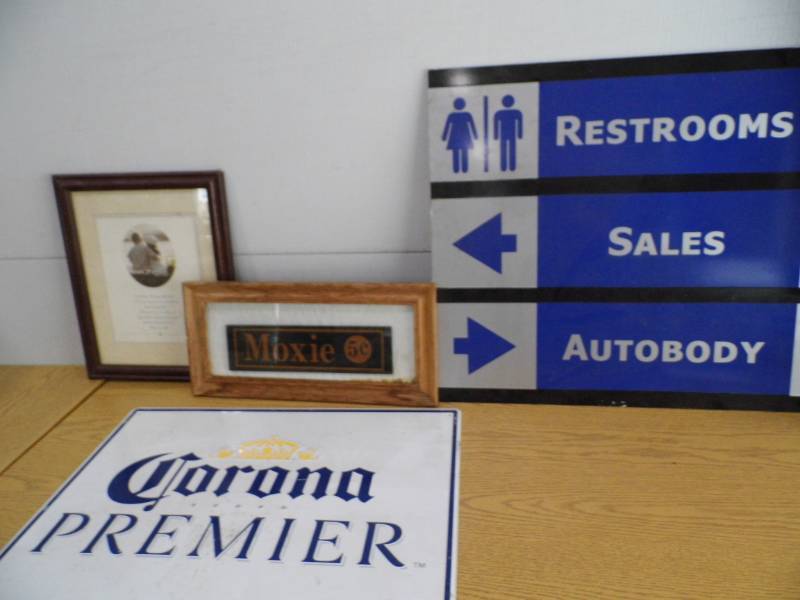 RESTROOMS
SALES
AUTOBODY
Moxie 5¢
Corona
PREMIER
TM